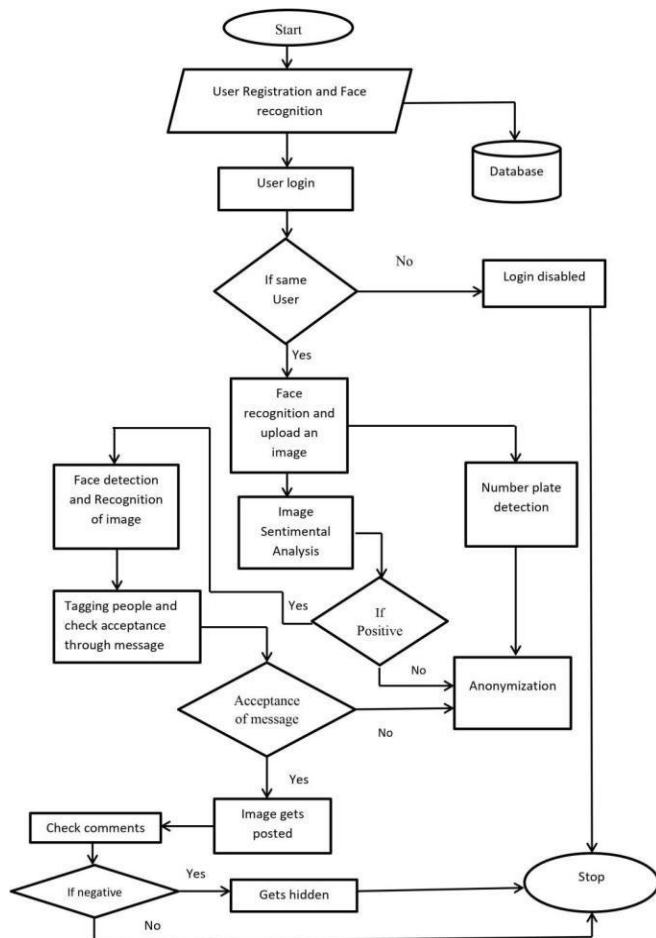 Start
User Registration and Face
recognition
Database
User login
If same
User
No
Login disabled
Yes
Face
recognition and
upload an
image
Face detection
and Recognition
of image
Image
Sentimental
Analysis
Number plate
detection
Tagging people and
check acceptance
through message
Yes
If
Positive
No
Anonymization
Acceptance
of message
No
Yes
Image gets
posted
Check comments
If negative
Yes
Gets hidden
Stop
No